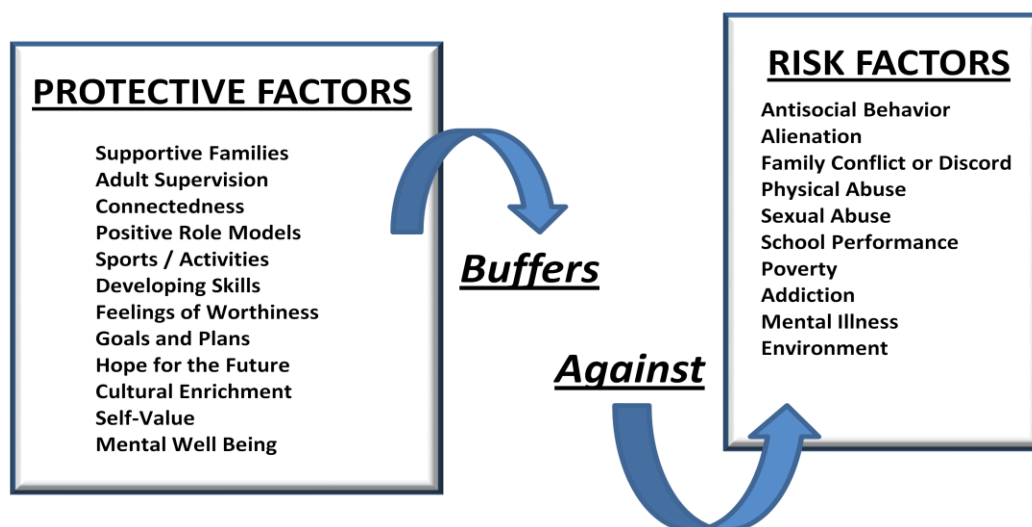 PROTECTIVE FACTORS
Supportive Families
Adult Supervision
Connectedness
Positive Role Models
Sports / Activities
Developing Skills
Feelings of Worthiness
Goals and Plans
Hope for the Future
Cultural Enrichment
Self-Value
Mental Well Being
Buffers
Against
RISK FACTORS
Antisocial Behavior
Alienation
Family Conflict or Discord
Physical Abuse
Sexual Abuse
School Performance
Poverty
Addiction
Mental Illness
Environment